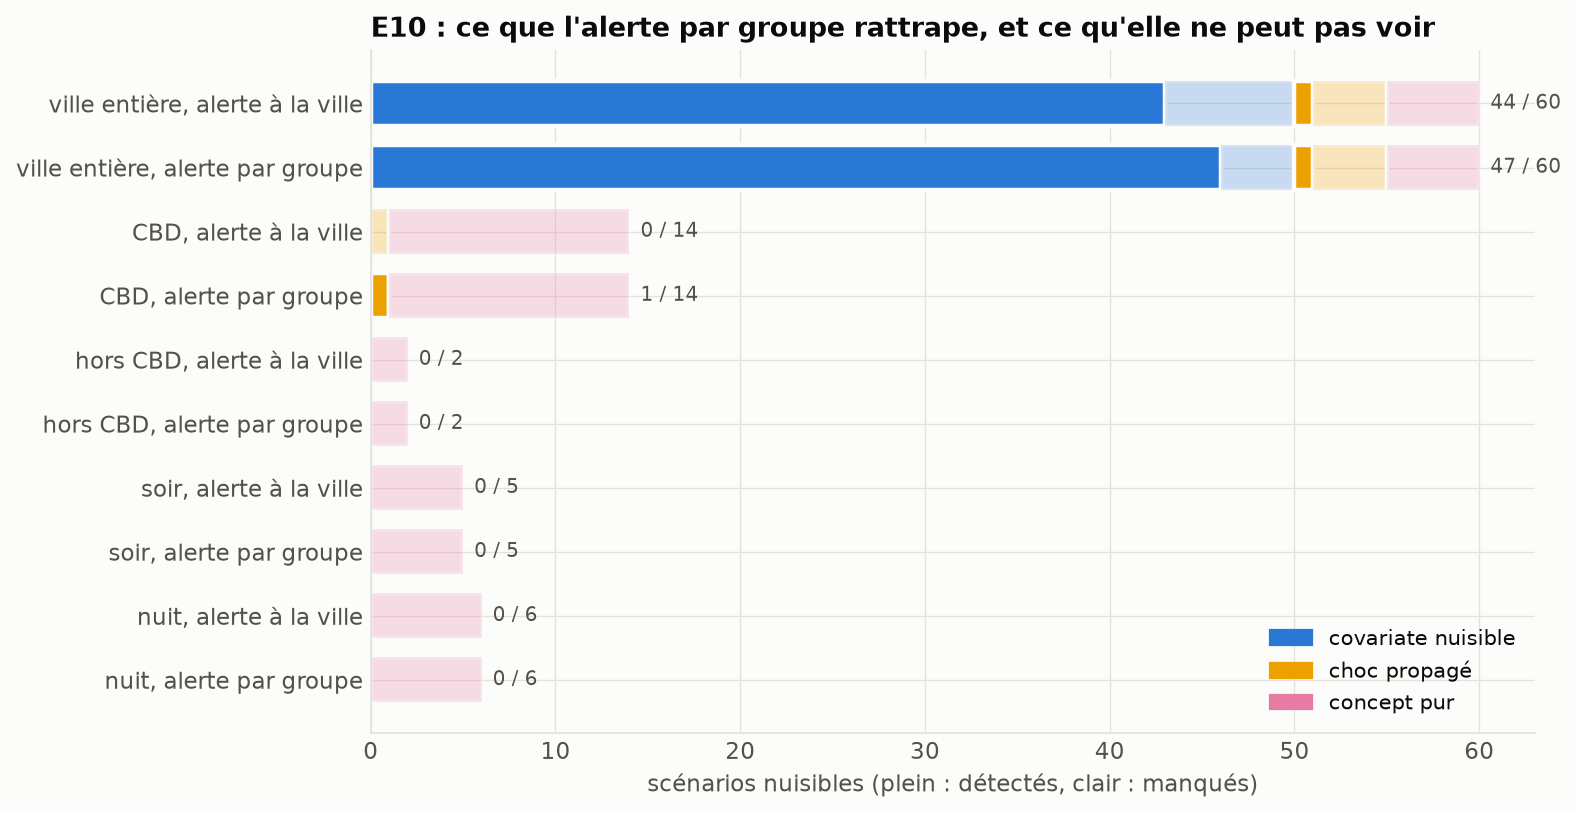 E10 : ce que l'alerte par groupe rattrape, et ce qu'elle ne peut pas voir
ville entière, alerte à la ville
44 / 60
ville entière, alerte par groupe
47 / 60
CBD, alerte à la ville
0 / 14
CBD, alerte par groupe
1 / 14
hors CBD, alerte à la ville
0 / 2
hors CBD, alerte par groupe
0 / 2
soir, alerte à la ville
0 / 5
soir, alerte par groupe
0 / 5
nuit, alerte à la ville
0 / 6
nuit, alerte par groupe
0 / 6
covariate nuisible
choc propagé
concept pur
0 10 20 30 40 50 60
scénarios nuisibles (plein : détectés, clair : manqués)